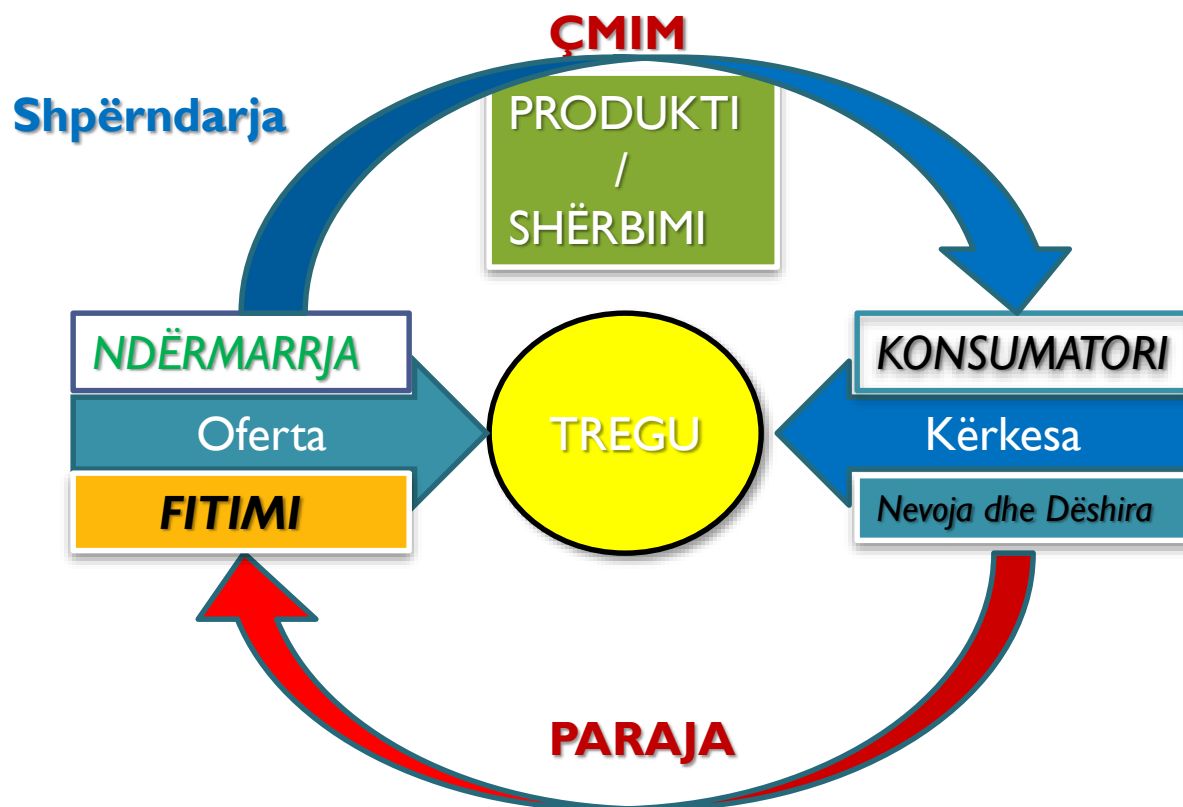 ÇMIM
Shpërndarja
PRODUKTI
/
SHËRBIMI
NDËRMARRJA
Oferta
FITIMI
TREGU
KONSUMATORI
Kërkesa
Nevoja dhe Dëshira
PARAJA